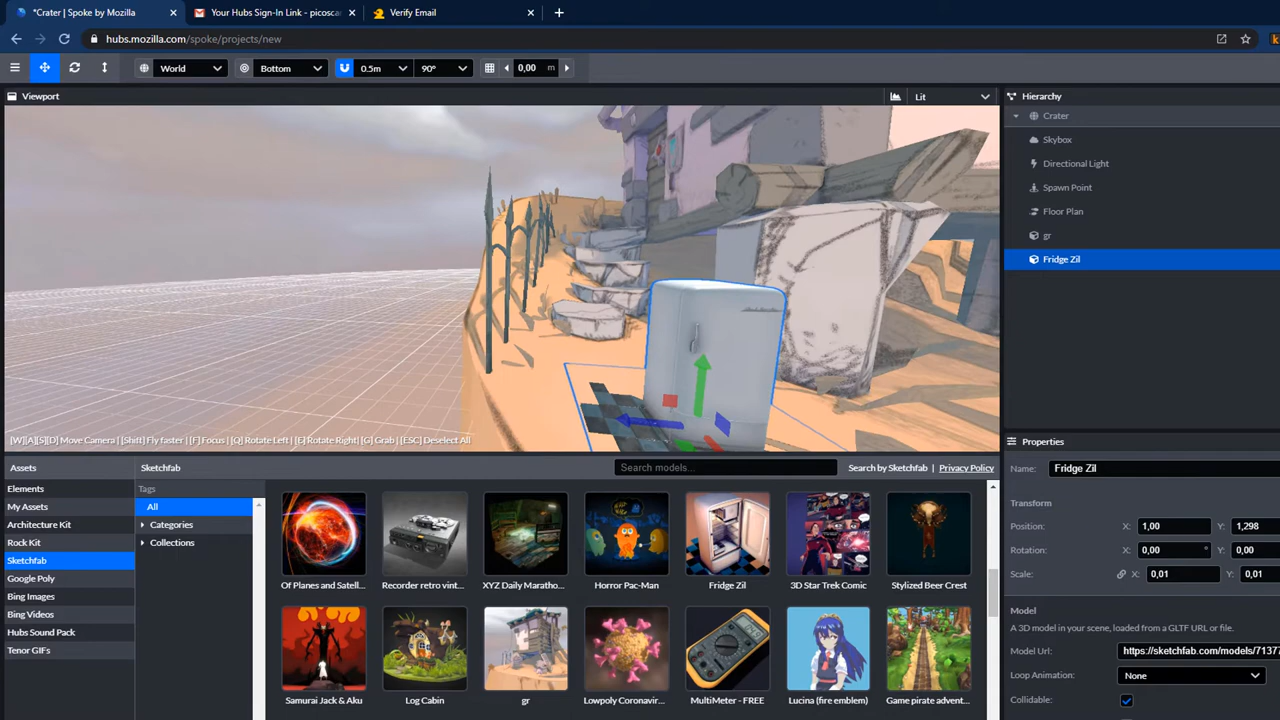 *Crater | Spoke by Mozilla
Your Hubs Sign-In Link - picosca
Verify Email
hubs.mozilla.com/spoke/projects/new
World
Bottom
0.5m
90°
0,00 m
Viewport
Lit
Hierarchy
Crater
Skybox
Directional Light
Spawn Point
Floor Plan
gr
Fridge Zil
[W][A][S][D] Move Camera | [Shift] Fly faster | [F] Focus | [Q] Rotate Left | [E] Rotate Right | [G] Grab | [ESC] Deselect All
Properties
Name: Fridge Zil
Transform
Position: X: 1,00 Y: 1,298
Rotation: X: 0,00 ° Y: 0,00
Scale: X: 0,01 Y: 0,01
Model
A 3D model in your scene, loaded from a GLTF URL or file.
Model Url: https://sketchfab.com/models/71377
Loop Animation: None
Collidable:
Assets
Elements
My Assets
Architecture Kit
Rock Kit
Sketchfab
Google Poly
Bing Images
Bing Videos
Hubs Sound Pack
Tenor GIFs
Sketchfab
Search models...
Search by Sketchfab | Privacy Policy
Tags
All
Categories
Collections
Of Planes and Satell...
Recorder retro vint...
XYZ Daily Maratho...
Horror Pac-Man
Fridge Zil
3D Star Trek Comic
Stylized Beer Crest
Samurai Jack & Aku
Log Cabin
gr
Lowpoly Coronavir...
MultiMeter - FREE
Lucina (fire emblem)
Game pirate advent...